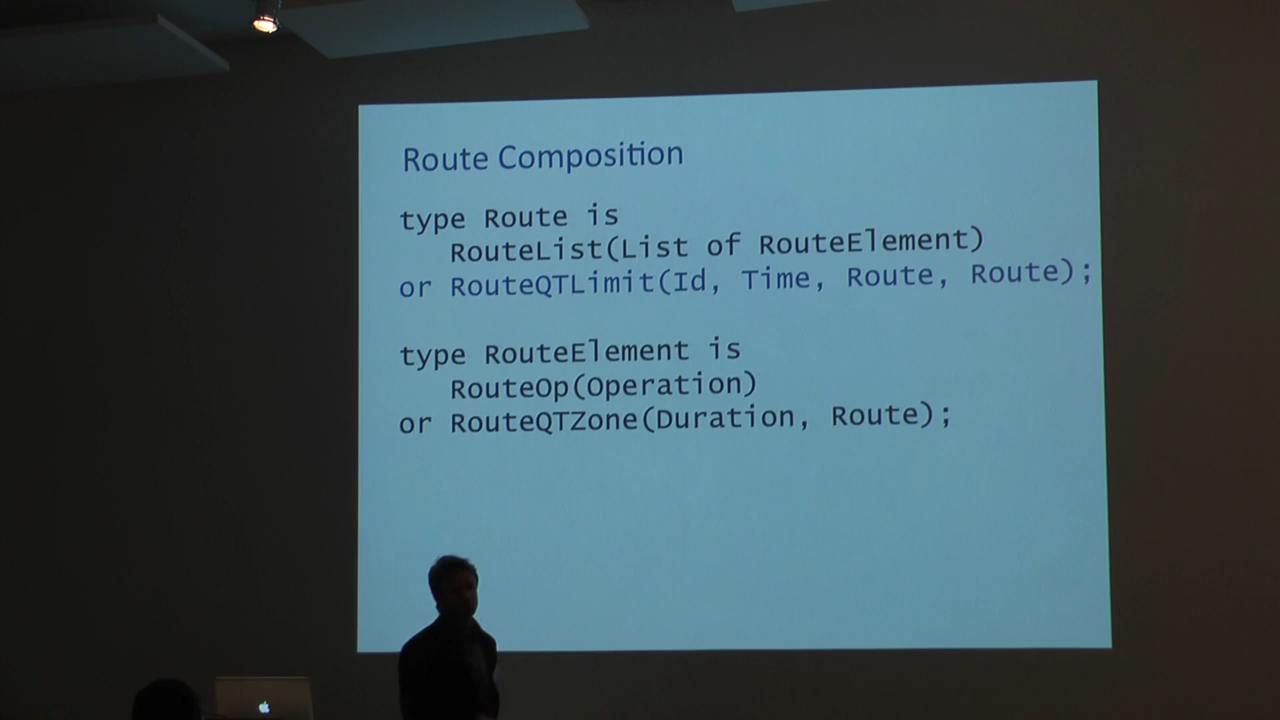 Route Composition
type Route is
RouteList(List of RouteElement)
or RouteQTLimit(Id, Time, Route, Route);
type RouteElement is
RouteOp(Operation)
or RouteQTZone(Duration, Route);